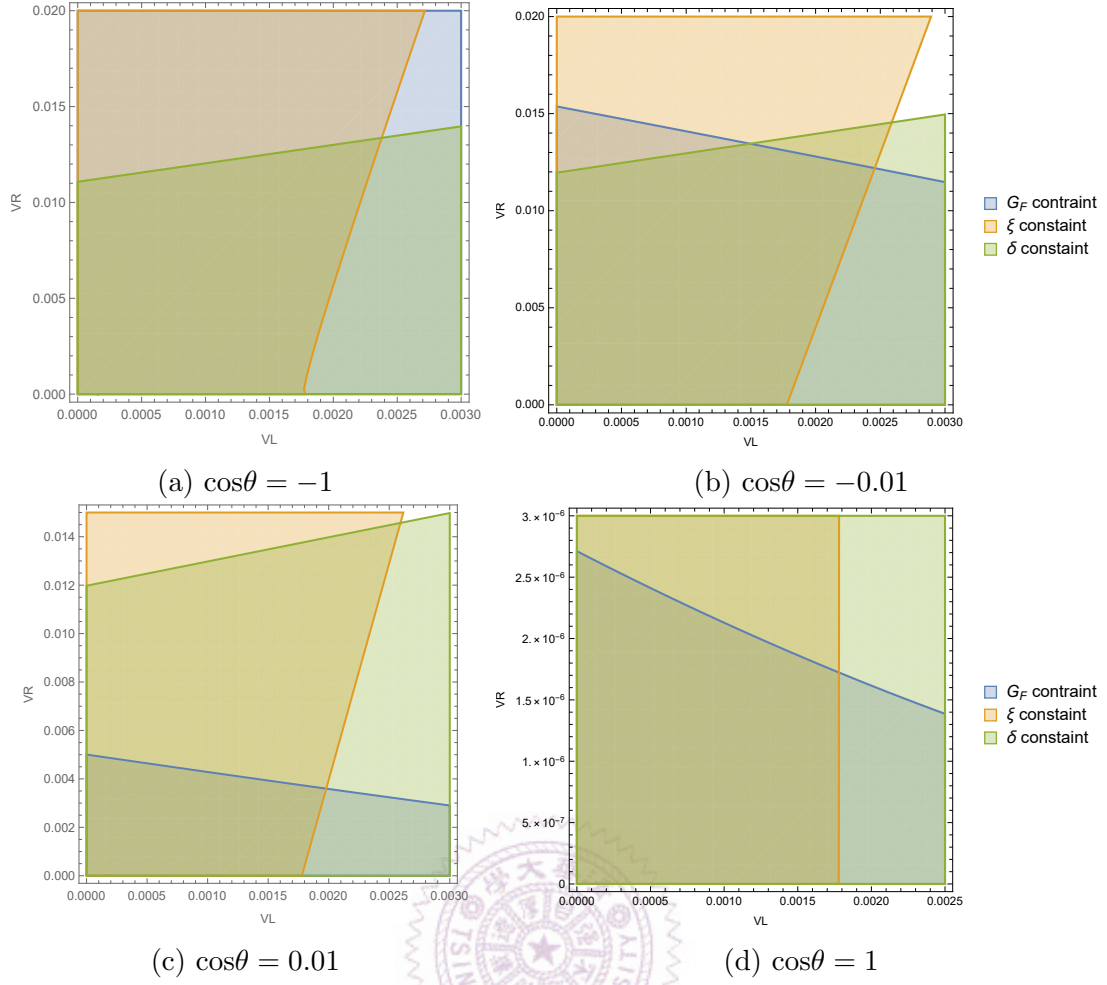 0.020
0.015
0.010
0.005
0.000
VR
0.0000 0.0005 0.0010 0.0015 0.0020 0.0025 0.0030
VL
(a) cosθ = −1
0.020
0.015
0.010
0.005
0.000
VR
0.0000 0.0005 0.0010 0.0015 0.0020 0.0025 0.0030
VL
(b) cosθ = −0.01
G_F contraint
ξ constaint
δ constaint
0.014
0.012
0.010
0.008
0.006
0.004
0.002
0.000
VR
0.0000 0.0005 0.0010 0.0015 0.0020 0.0025 0.0030
VL
(c) cosθ = 0.01
3. × 10⁻⁶
2.5 × 10⁻⁶
2. × 10⁻⁶
1.5 × 10⁻⁶
1. × 10⁻⁶
5. × 10⁻⁷
0
VR
0.0000 0.0005 0.0010 0.0015 0.0020 0.0025
VL
(d) cosθ = 1
G_F contraint
ξ constaint
δ constaint